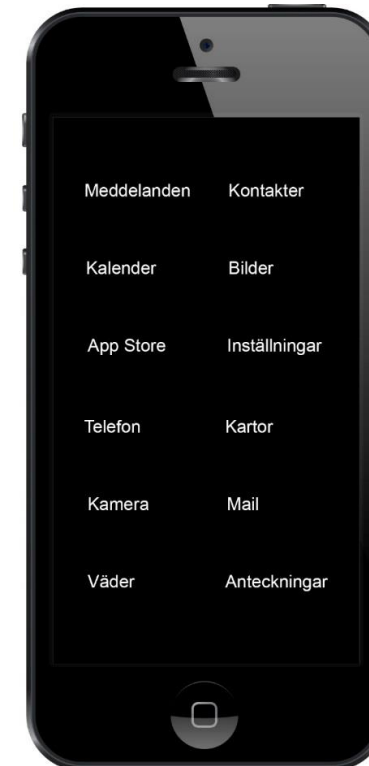 Meddelanden Kontakter
Kalender Bilder
App Store Inställningar
Telefon Kartor
Kamera Mail
Väder Anteckningar